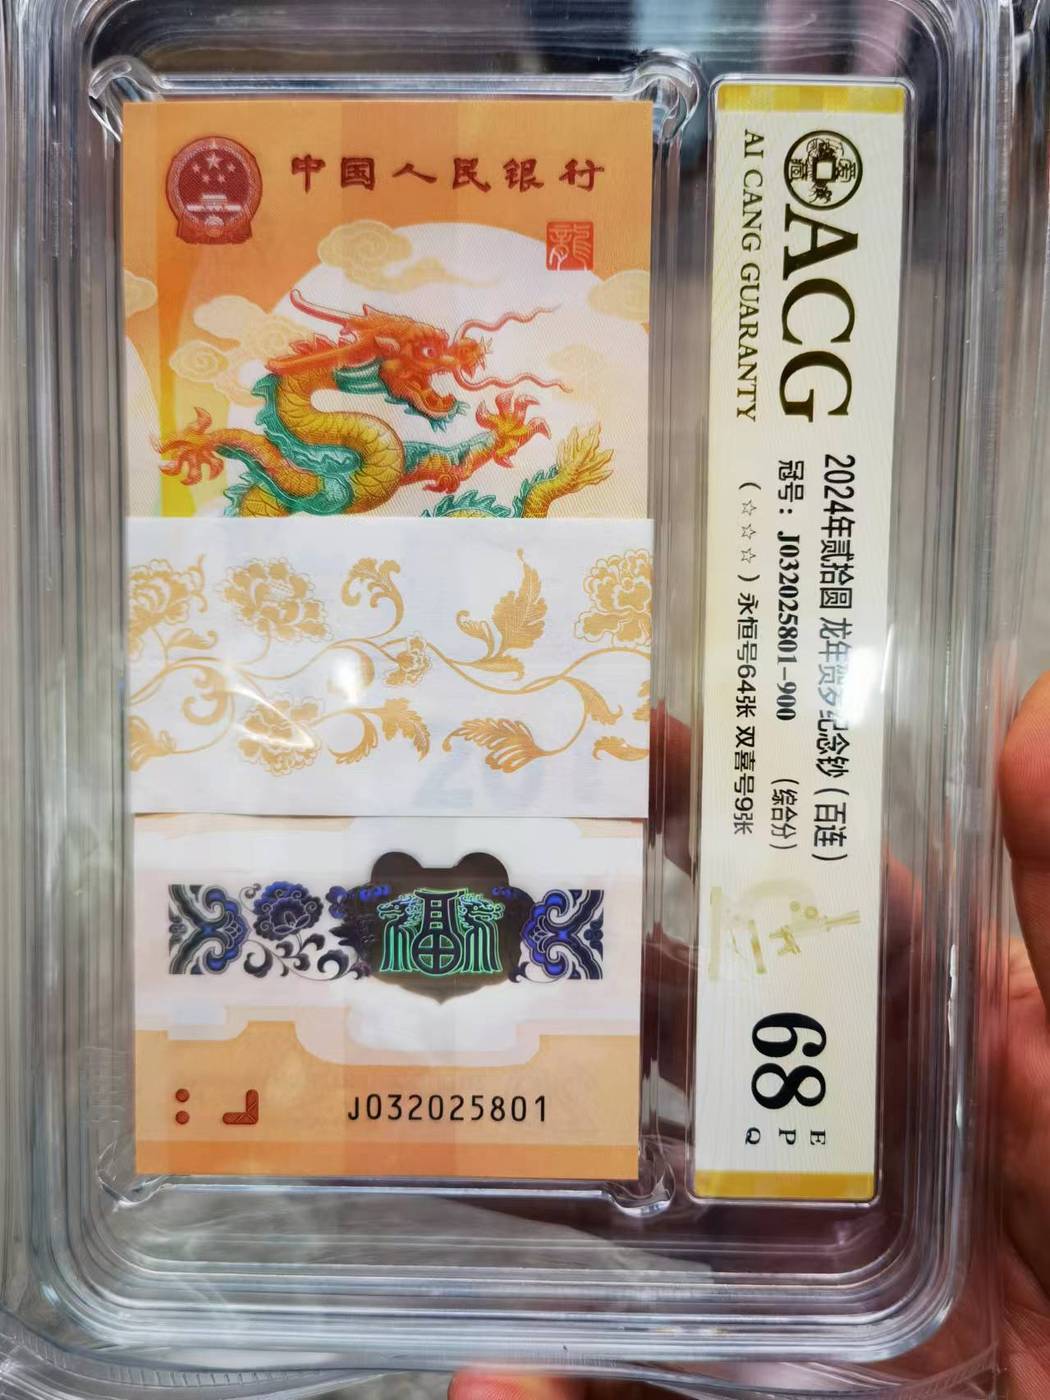 中国人民银行
龍
福
J032025801
ACG
AI CANG GUARANTY
2024年贰拾圆 龙年贺岁纪念钞（百连）
冠号：J032025801-900 （综合分）
（☆☆☆）永恒号64张 双喜号9张
68
E
P
Q